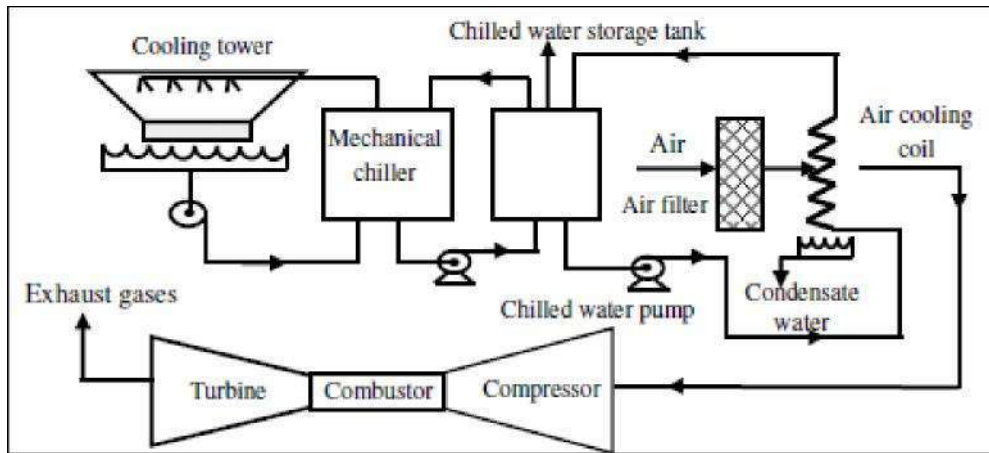 Chilled water storage tank
Cooling tower
Mechanical
chiller
Air
Air filter
Air cooling
coil
Condensate
water
Chilled water pump
Exhaust gases
Turbine
Combustor
Compressor